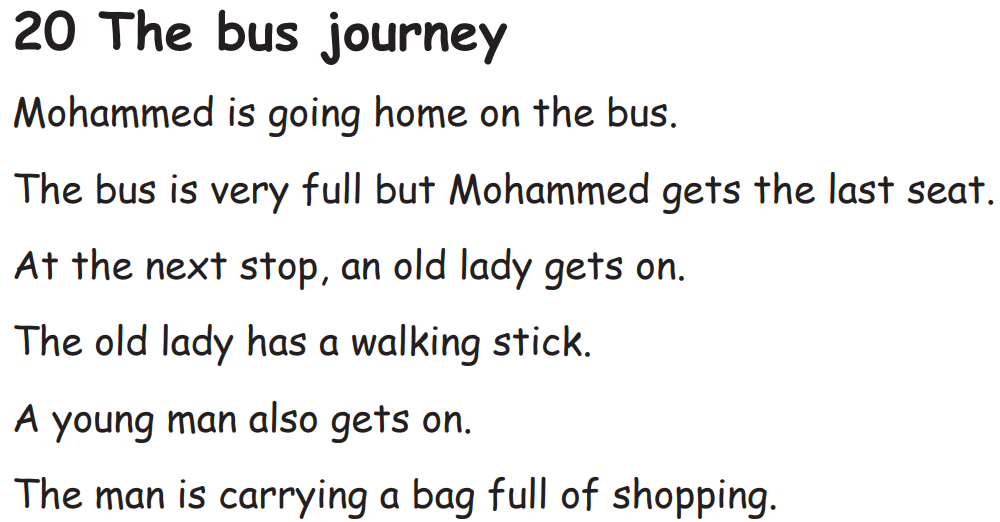 20 The bus journey
Mohammed is going home on the bus.
The bus is very full but Mohammed gets the last seat.
At the next stop, an old lady gets on.
The old lady has a walking stick.
A young man also gets on.
The man is carrying a bag full of shopping.